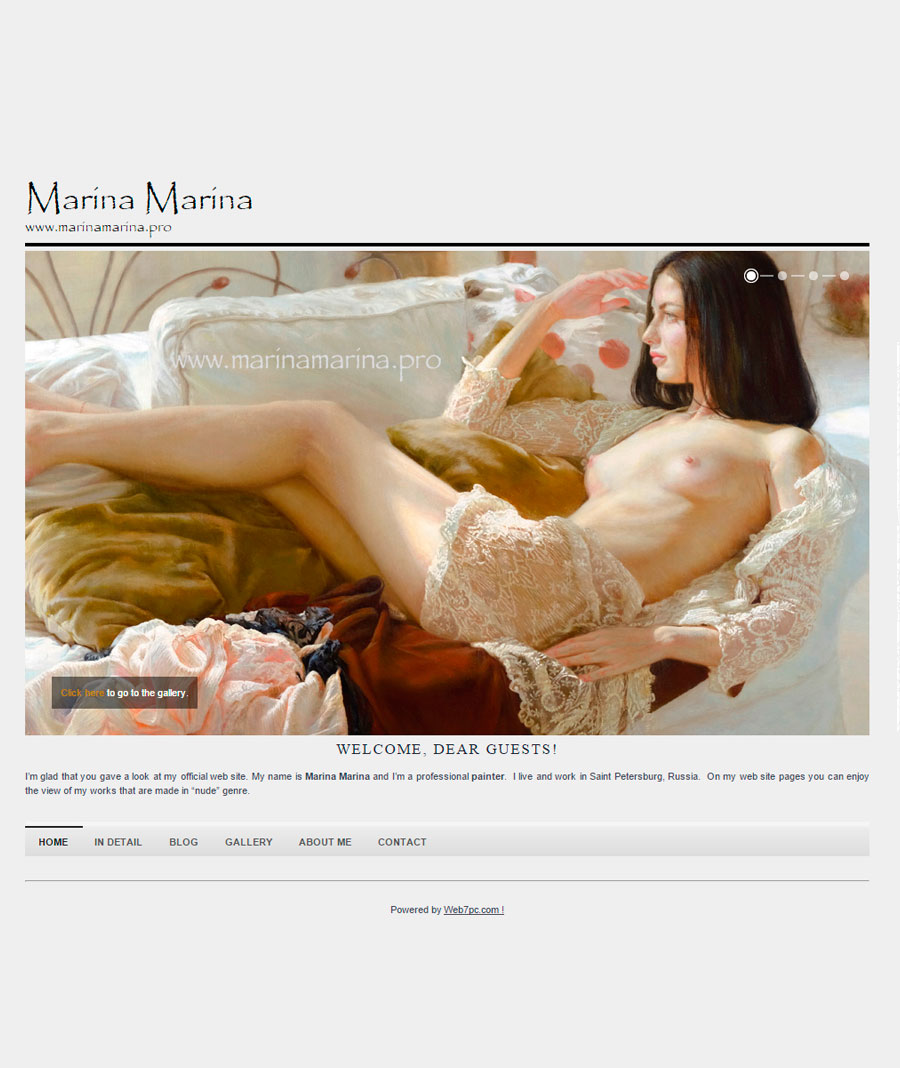 Marina Marina
www.marinamarina.pro
www.marinamarina.pro
Click here to go to the gallery.
WELCOME, DEAR GUESTS!
I'm glad that you gave a look at my official web site. My name is Marina Marina and I'm a professional painter. I live and work in Saint Petersburg, Russia. On my web site pages you can enjoy
the view of my works that are made in “nude” genre.
HOME IN DETAIL BLOG GALLERY ABOUT ME CONTACT
Powered by Web7pc.com !